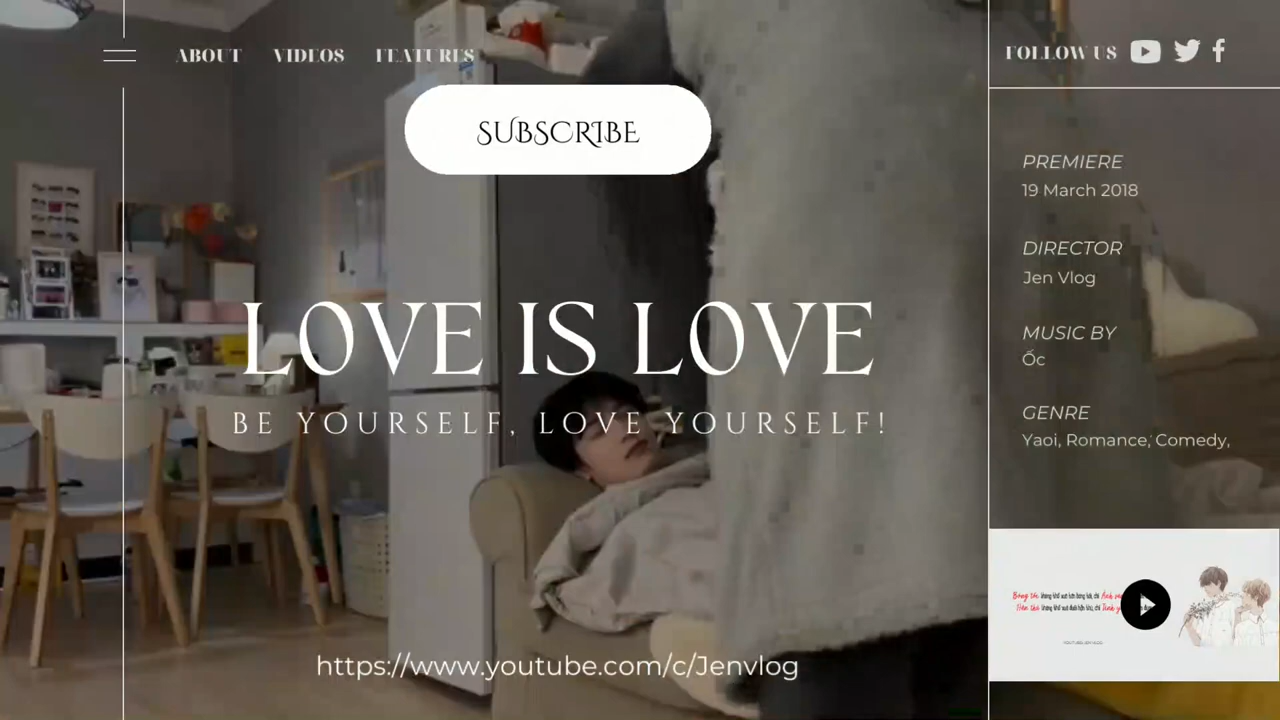 ABOUT VIDEOS FEATURES
FOLLOW US
SUBSCRIBE
PREMIERE
19 March 2018
DIRECTOR
Jen Vlog
MUSIC BY
Ốc
GENRE
Yaoi, Romance, Comedy,
LOVE IS LOVE
BE YOURSELF, LOVE YOURSELF!
https://www.youtube.com/c/Jenvlog